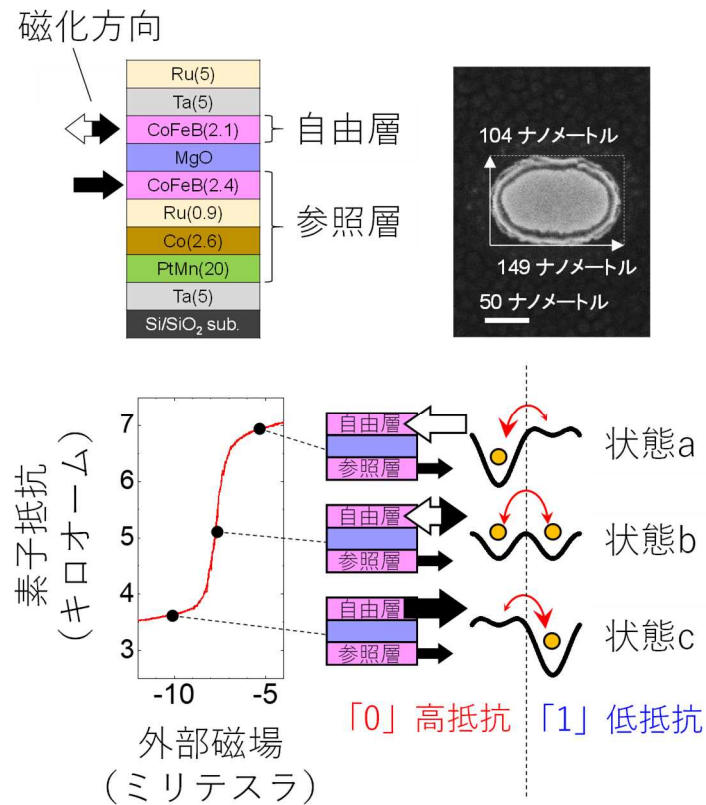 磁化方向
Ru(5)
Ta(5)
CoFeB(2.1)
MgO
CoFeB(2.4)
Ru(0.9)
Co(2.6)
PtMn(20)
Ta(5)
Si/SiO₂ sub.
自由層
参照層
104 ナノメートル
149 ナノメートル
50 ナノメートル
素子抵抗
(キロオーム)
7
6
5
4
3
-10
-5
外部磁場
(ミリテスラ)
自由層
参照層
状態a
自由層
参照層
状態b
自由層
参照層
状態c
「0」高抵抗
「1」低抵抗